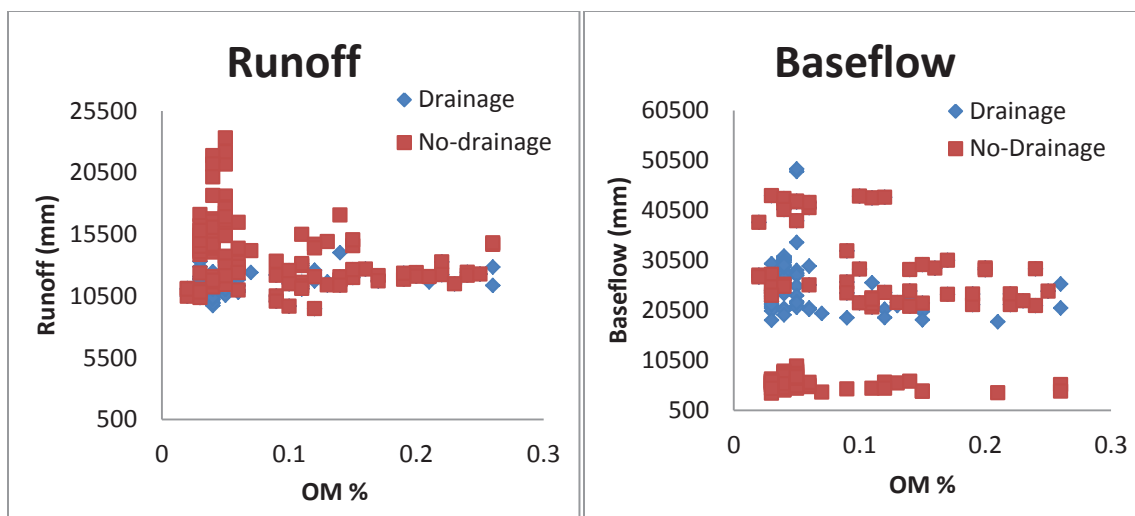 Runoff
Drainage
No-drainage
25500
20500
15500
10500
5500
500
Runoff (mm)
0
0.1
0.2
0.3
OM %
Baseflow
Drainage
No-Drainage
60500
50500
40500
30500
20500
10500
500
Baseflow (mm)
0
0.1
0.2
0.3
OM %